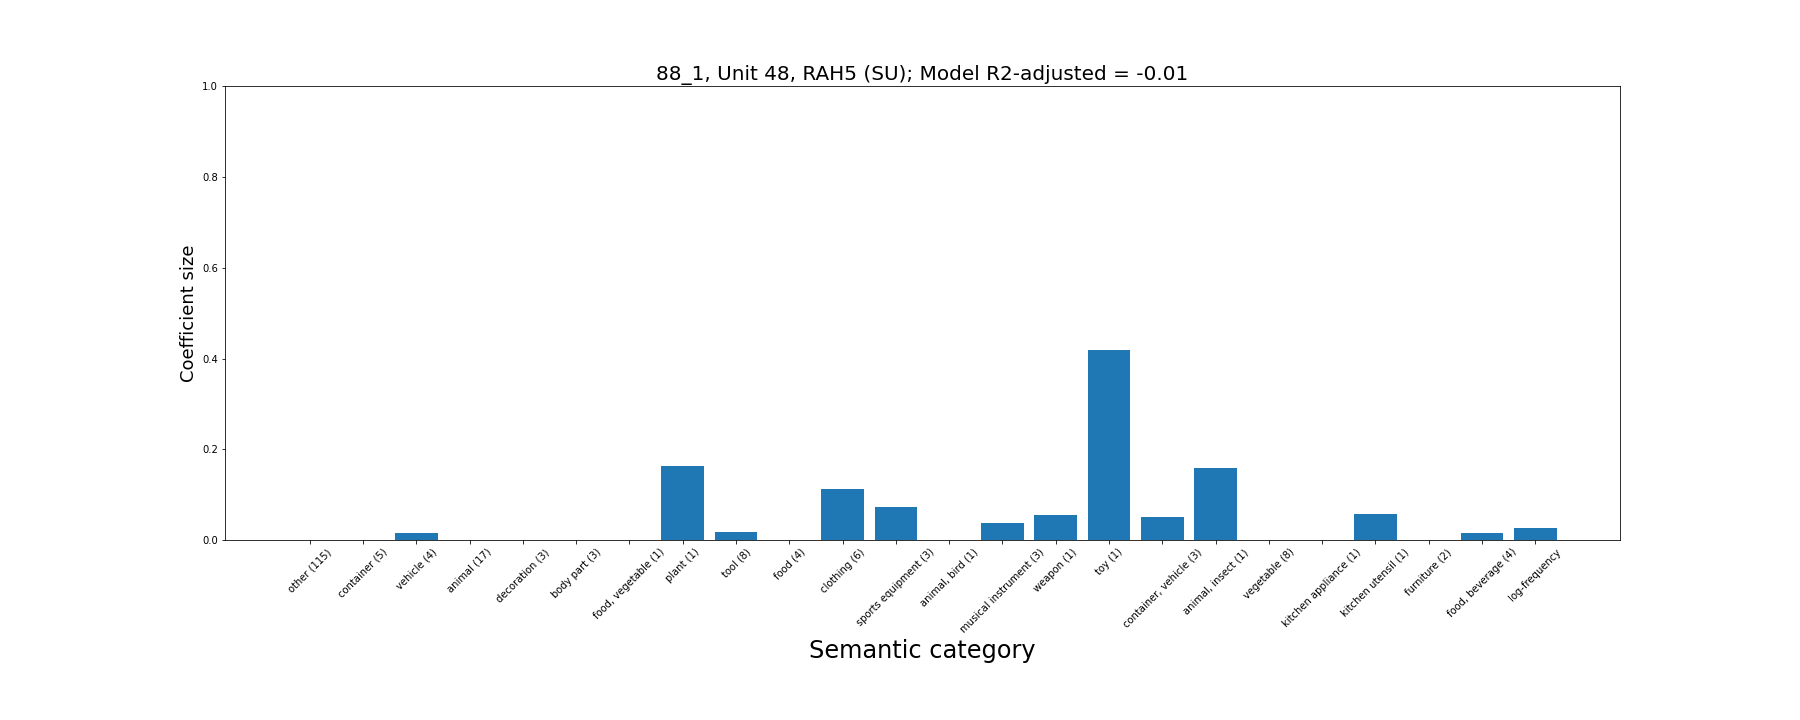 88_1, Unit 48, RAH5 (SU); Model R2-adjusted = -0.01
1.0
0.8
0.6
0.4
0.2
0.0
Coefficient size
other (115)
container (5)
vehicle (4)
animal (17)
decoration (3)
body part (3)
food, vegetable (1)
plant (1)
tool (8)
food (4)
clothing (6)
sports equipment (3)
animal, bird (1)
musical instrument (3)
weapon (1)
toy (1)
container, vehicle (3)
animal, insect (1)
vegetable (8)
kitchen appliance (1)
kitchen utensil (1)
furniture (2)
food, beverage (4)
log-frequency
Semantic category